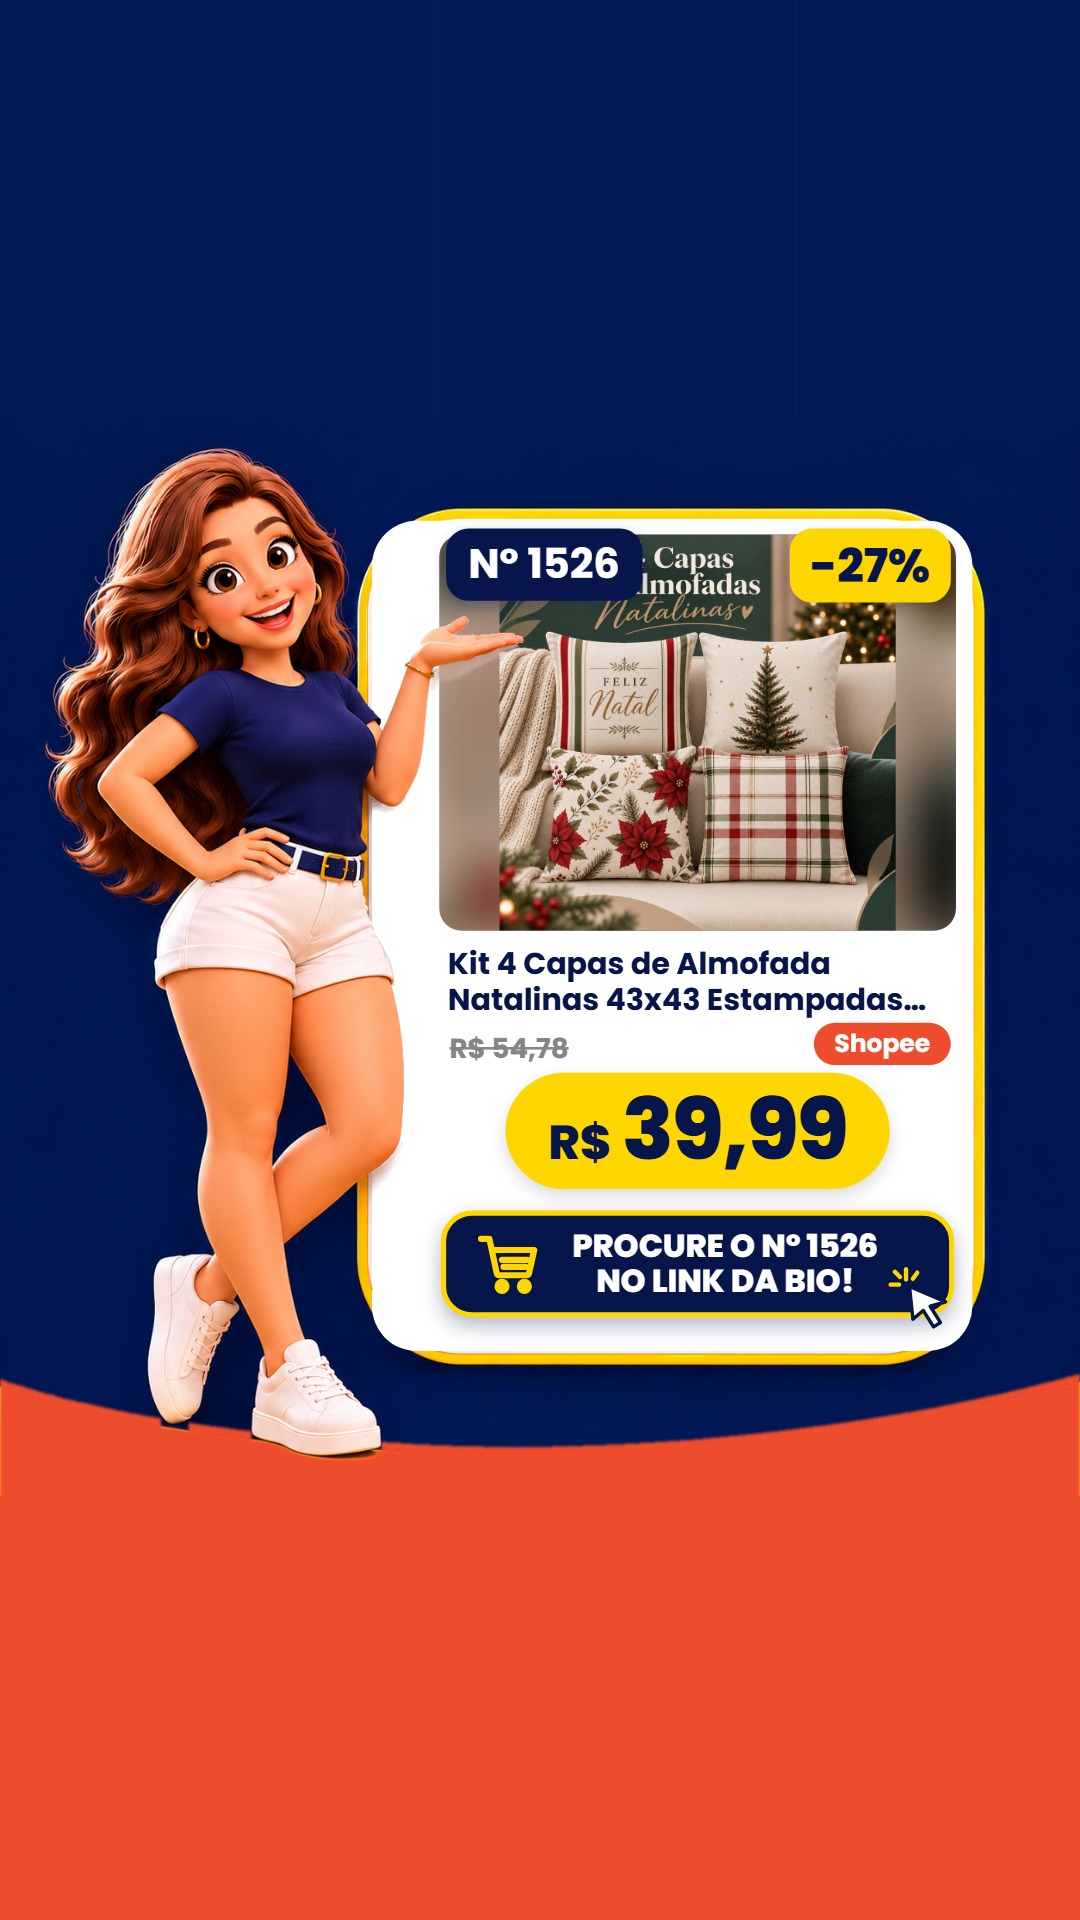 Nº 1526
-27%
Capas
lmofadas
Natalinas
FELIZ
Natal
Kit 4 Capas de Almofada
Natalinas 43x43 Estampadas...
R$ 54,78
Shopee
R$ 39,99
PROCURE O Nº 1526
NO LINK DA BIO!